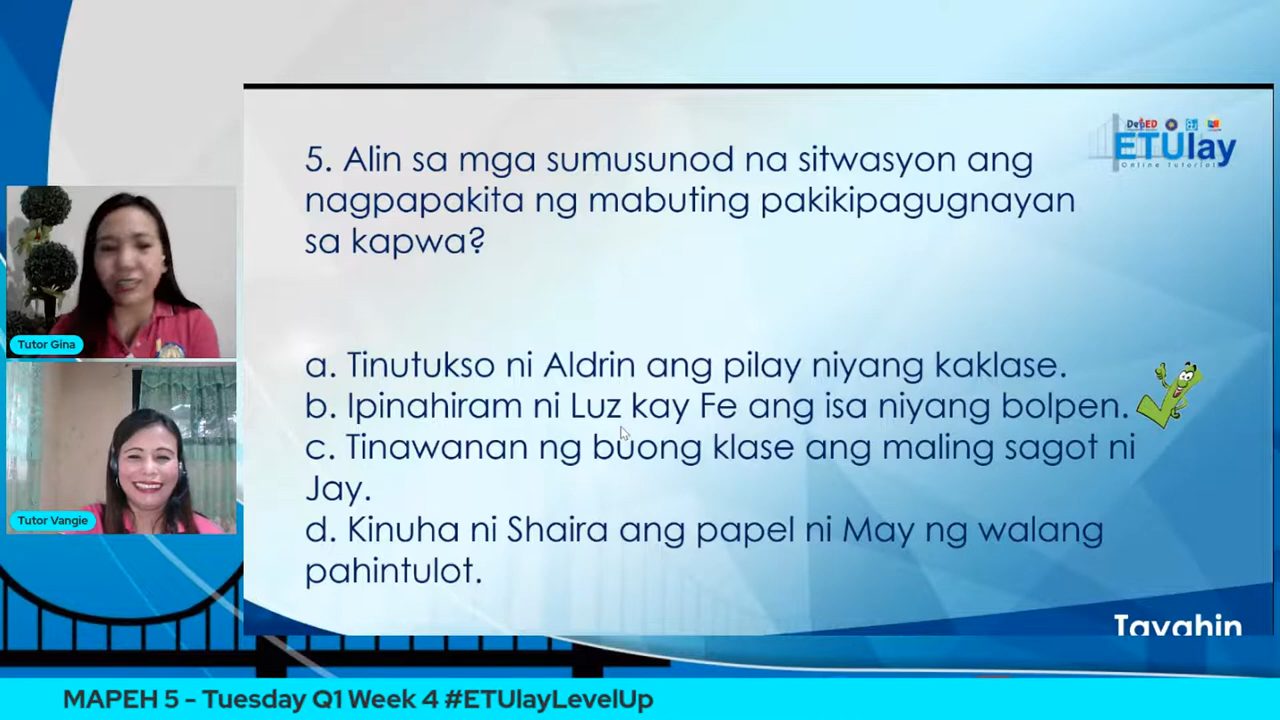 5. Alin sa mga sumusunod na sitwasyon ang
nagpapakita ng mabuting pakikipagugnayan
sa kapwa?
DepED
ETUlay
Online Tutorial
a. Tinutukso ni Aldrin ang pilay niyang kaklase.
b. Ipinahiram ni Luz kay Fe ang isa niyang bolpen.
c. Tinawanan ng buong klase ang maling sagot ni
Jay.
d. Kinuha ni Shaira ang papel ni May ng walang
pahintulot.
Tutor Gina
Tutor Vangie
Tayahin
MAPEH 5 - Tuesday Q1 Week 4 #ETUlayLevelUp